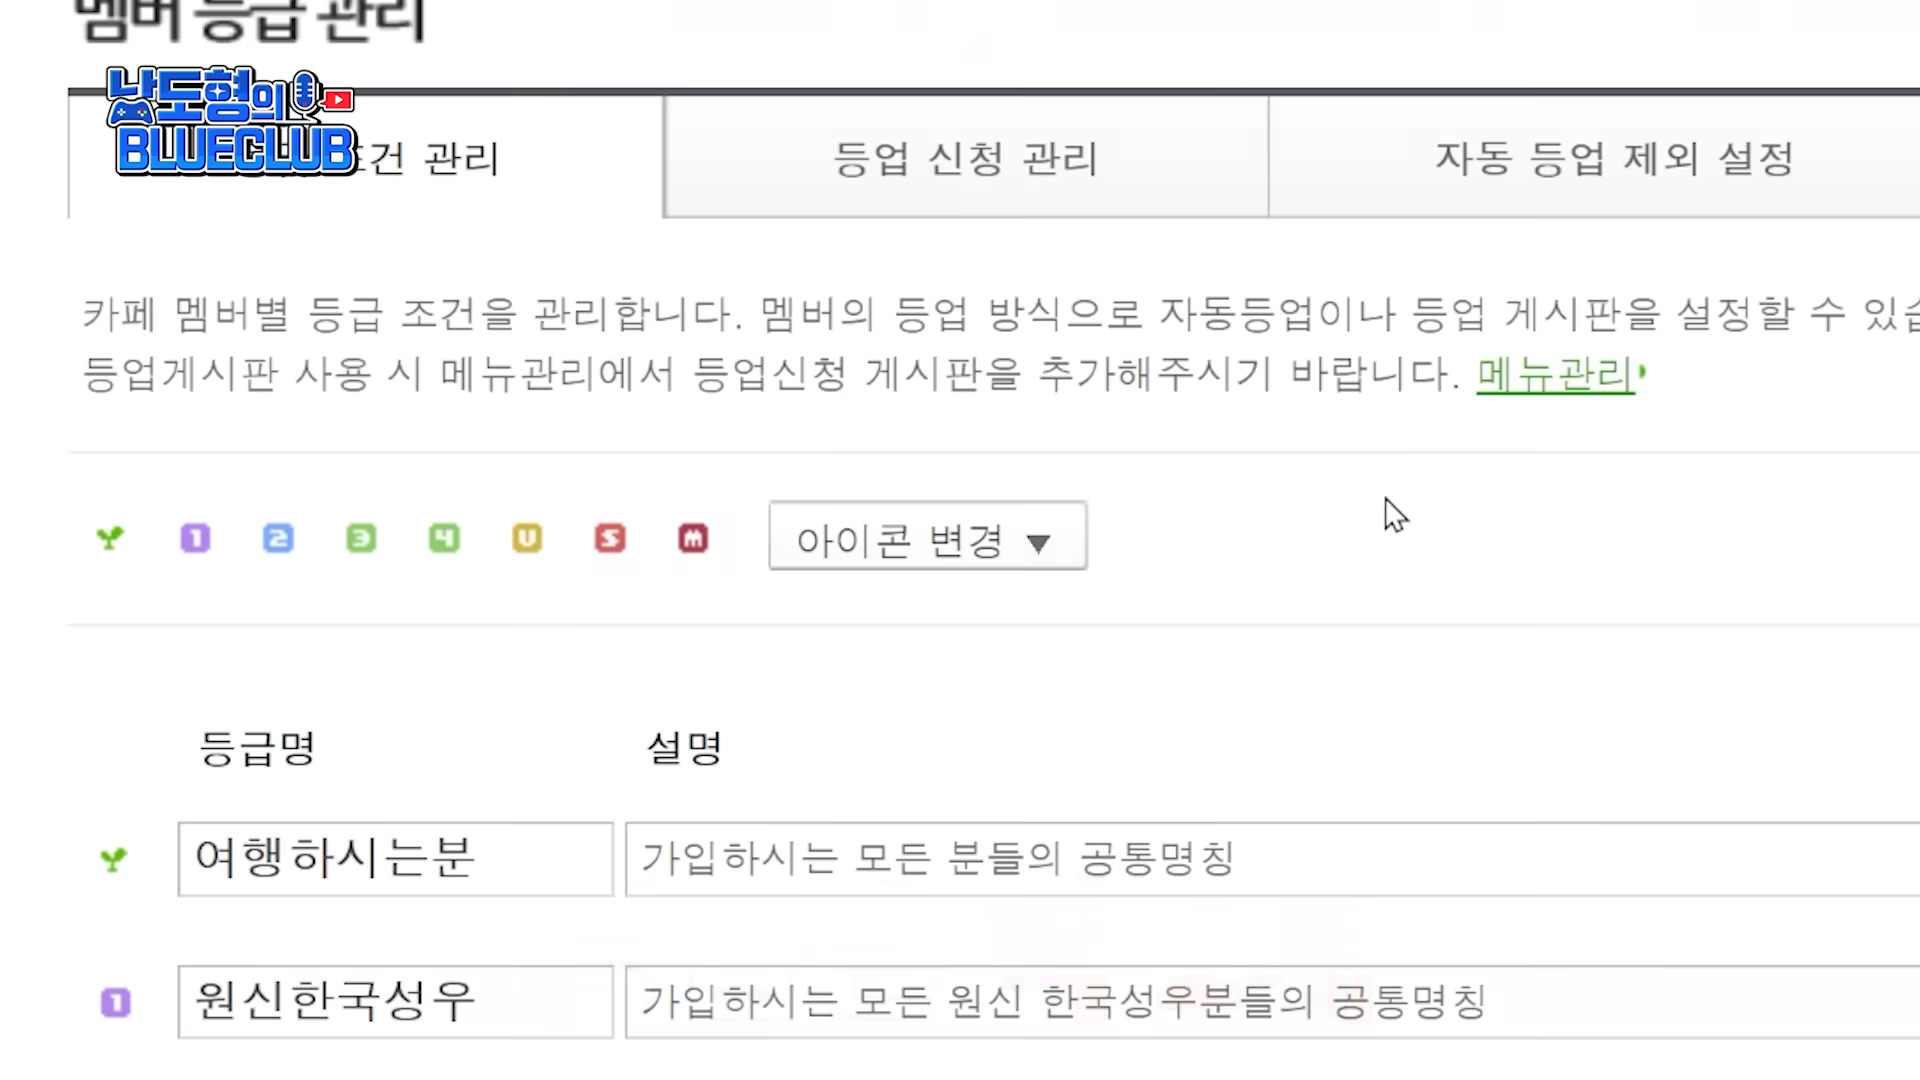 멤버 등급 관리
낭도형의
BLUECLUB
조건 관리
등업 신청 관리
자동 등업 제외 설정
카페 멤버별 등급 조건을 관리합니다. 멤버의 등업 방식으로 자동등업이나 등업 게시판을 설정할 수
등업게시판 사용 시 메뉴관리에서 등업신청 게시판을 추가해주시기 바랍니다. 메뉴관리
1 2 3 4 U S M
아이콘 변경 ▼
등급명 설명
여행하시는분 가입하시는 모든 분들의 공통명칭
1 원신한국성우 가입하시는 모든 원신 한국성우분들의 공통명칭